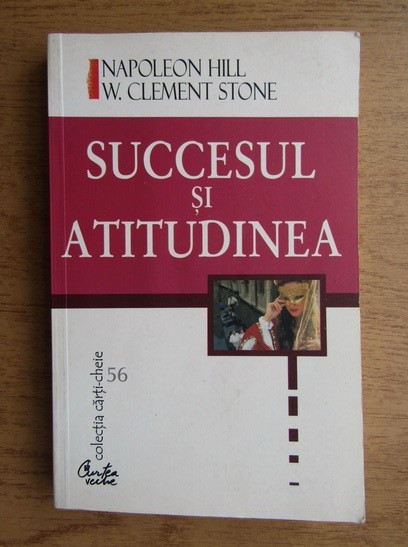 NAPOLEON HILL
W. CLEMENT STONE
SUCCESUL
ȘI
ATITUDINEA
colecția cărți-cheie 56
Curtea
veche